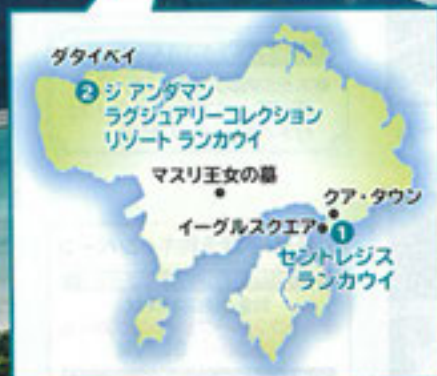 ダタイベイ
❷ ジ アンダマン
ラグジュアリーコレクション
リゾート ランカウイ
マスリ王女の墓
クア・タウン
イーグルスクエア
❶
セントレジス
ランカウイ